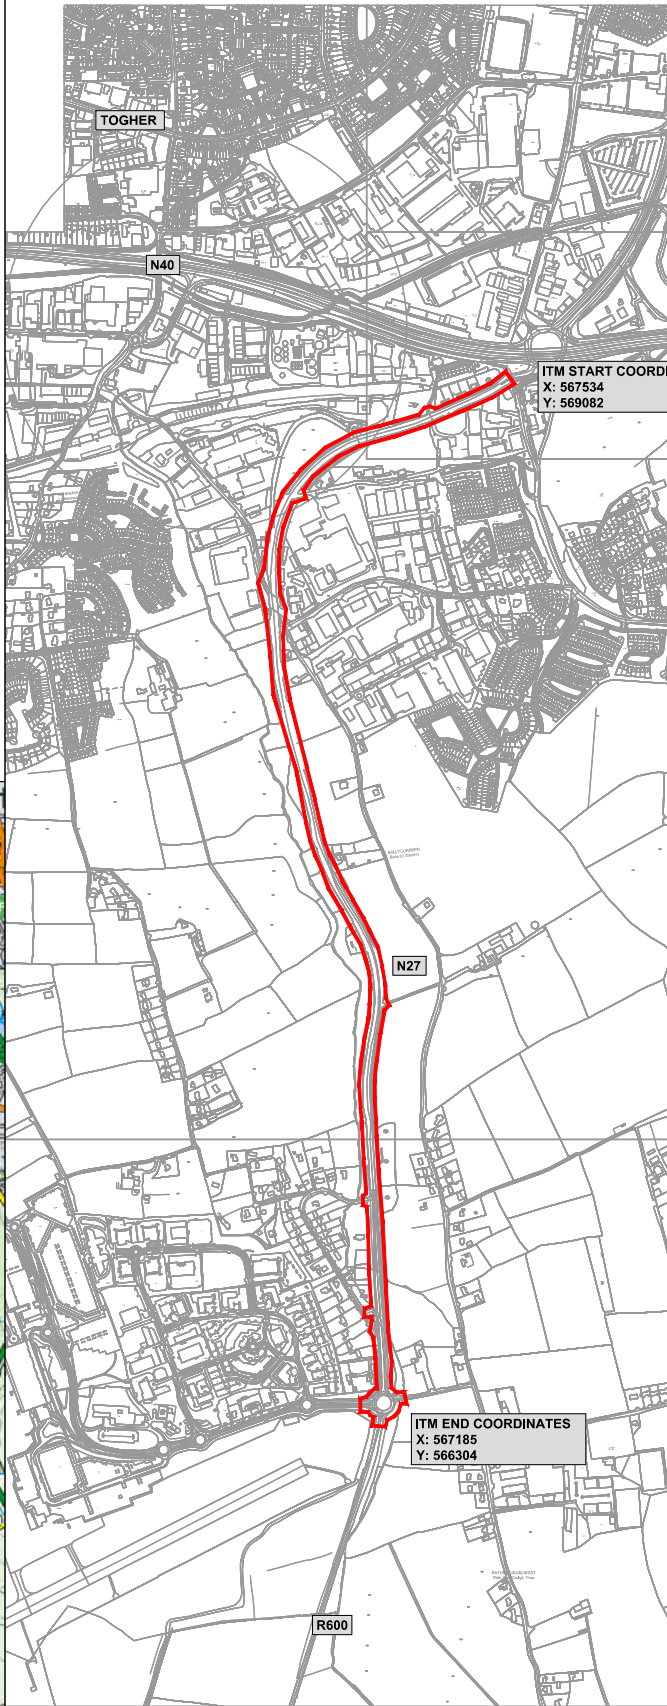 TOGHER
N40
ITM START COORDI
X: 567534
Y: 569082
N27
ITM END COORDINATES
X: 567185
Y: 566304
R600